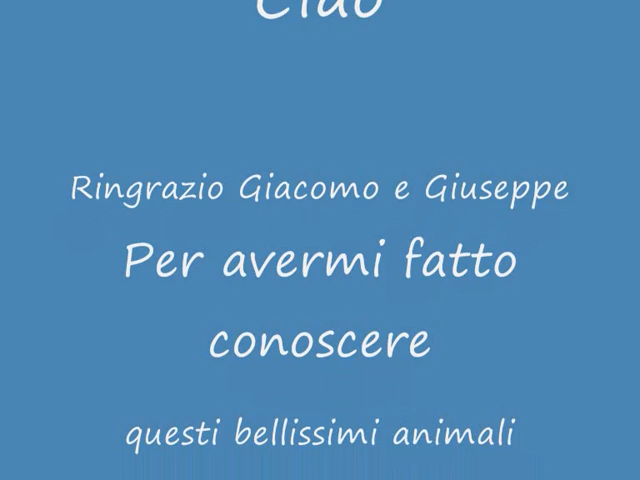 Ciao
Ringrazio Giacomo e Giuseppe
Per avermi fatto
conoscere
questi bellissimi animali